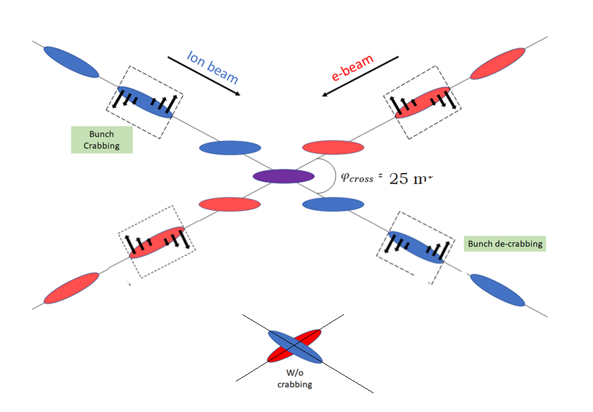 Ion beam
e-beam
Bunch
Crabbing
φcross = 25
Bunch de-crabbing
W/o
crabbing